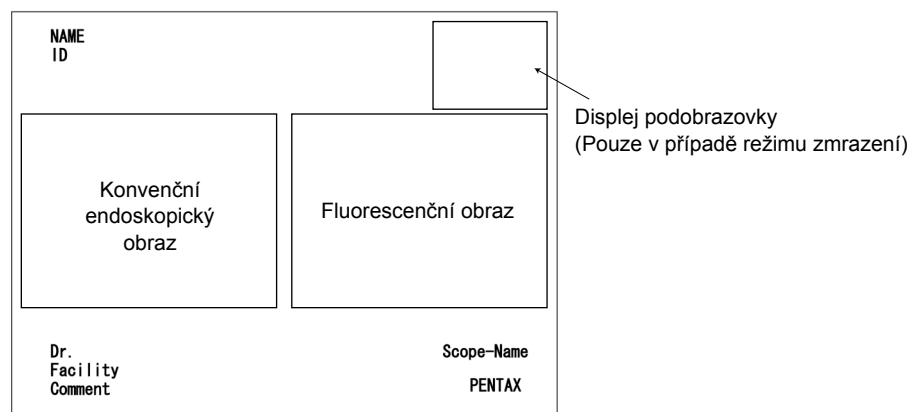 NAME
ID
Displej podobrazovky
(Pouze v případě režimu zmrazení)
Konvenční
endoskopický
obraz
Fluorescenční obraz
Dr.
Facility
Comment
Scope-Name
PENTAX